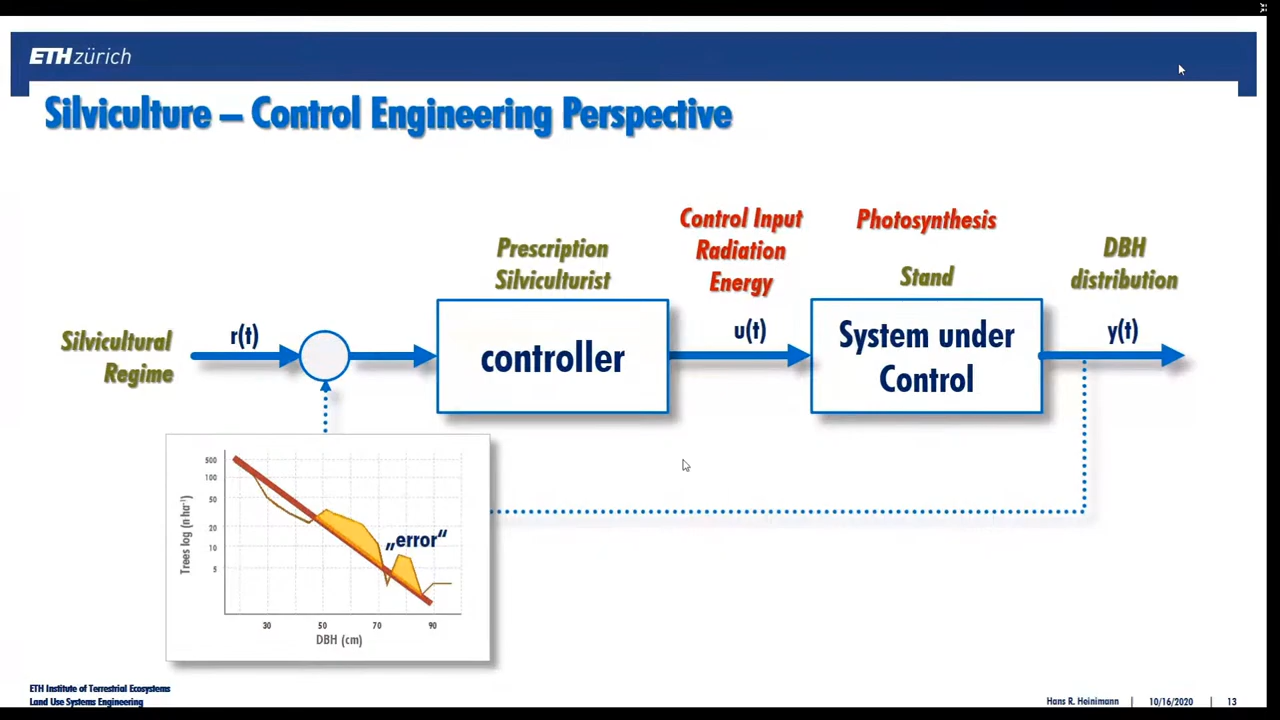 ETH zürich
Silviculture – Control Engineering Perspective
Control Input
Radiation
Energy
Photosynthesis
Prescription
Silviculturist
Stand
DBH
distribution
Silvicultural
Regime
r(t)
controller
u(t)
System under
Control
y(t)
Trees log (n·ha⁻¹)
500
100
50
20
10
5
„error“
30 50 70 90
DBH (cm)
ETH Institute of Terrestrial Ecosystems
Land Use Systems Engineering
Hans R. Heinimann | 10/16/2020 | 13